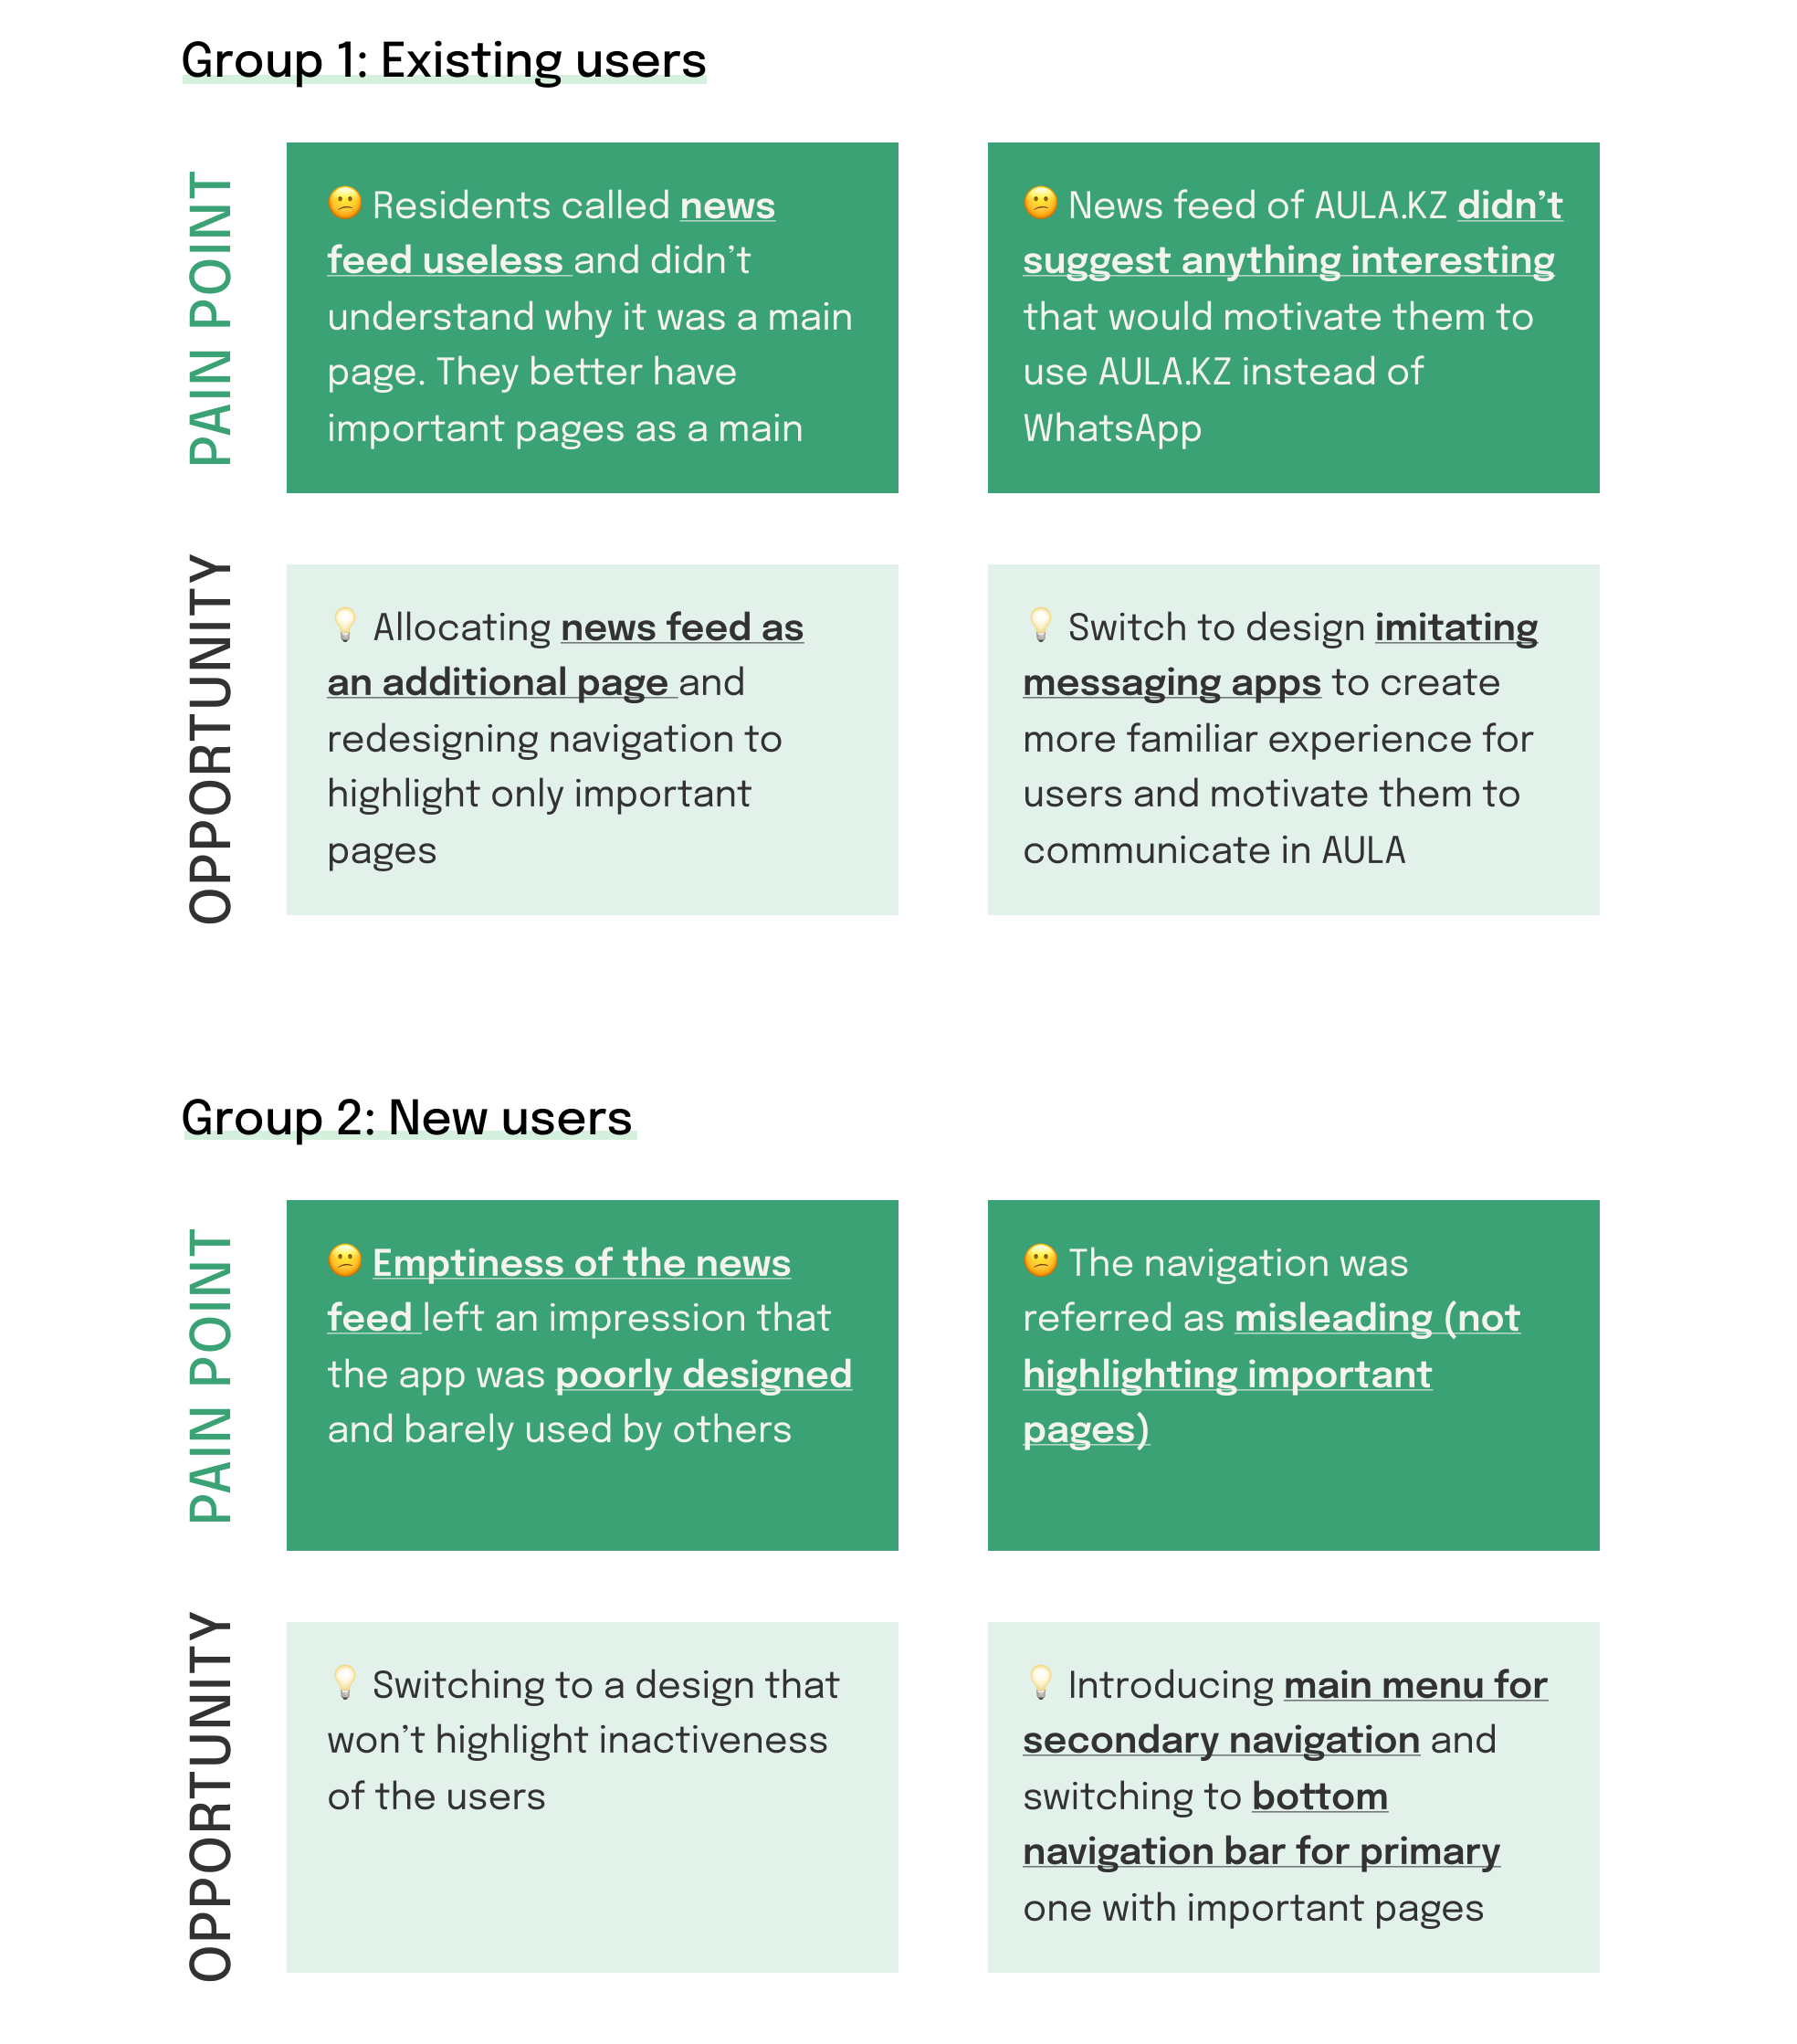 Group 1: Existing users
PAIN POINT
😕 Residents called news
feed useless and didn’t
understand why it was a main
page. They better have
important pages as a main
😕 News feed of AULA.KZ didn’t
suggest anything interesting
that would motivate them to
use AULA.KZ instead of
WhatsApp
OPPORTUNITY
💡 Allocating news feed as
an additional page and
redesigning navigation to
highlight only important
pages
💡 Switch to design imitating
messaging apps to create
more familiar experience for
users and motivate them to
communicate in AULA
Group 2: New users
PAIN POINT
😕 Emptiness of the news
feed left an impression that
the app was poorly designed
and barely used by others
😕 The navigation was
referred as misleading (not
highlighting important
pages)
OPPORTUNITY
💡 Switching to a design that
won’t highlight inactiveness
of the users
💡 Introducing main menu for
secondary navigation and
switching to bottom
navigation bar for primary
one with important pages